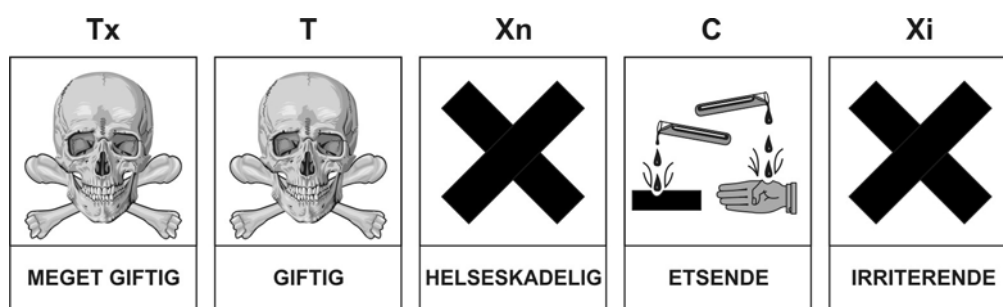 Tx T Xn C Xi
MEGET GIFTIG GIFTIG HELSESKADELIG ETSENDE IRRITERENDE